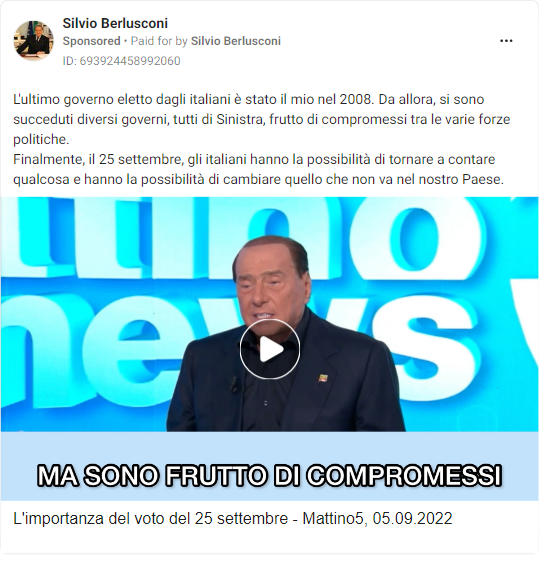 Silvio Berlusconi
Sponsored • Paid for by Silvio Berlusconi
ID: 693924458992060
L'ultimo governo eletto dagli italiani è stato il mio nel 2008. Da allora, si sono
succeduti diversi governi, tutti di Sinistra, frutto di compromessi tra le varie forze
politiche.
Finalmente, il 25 settembre, gli italiani hanno la possibilità di tornare a contare
qualcosa e hanno la possibilità di cambiare quello che non va nel nostro Paese.
ttino
news
MA SONO FRUTTO DI COMPROMESSI
L'importanza del voto del 25 settembre - Mattino5, 05.09.2022